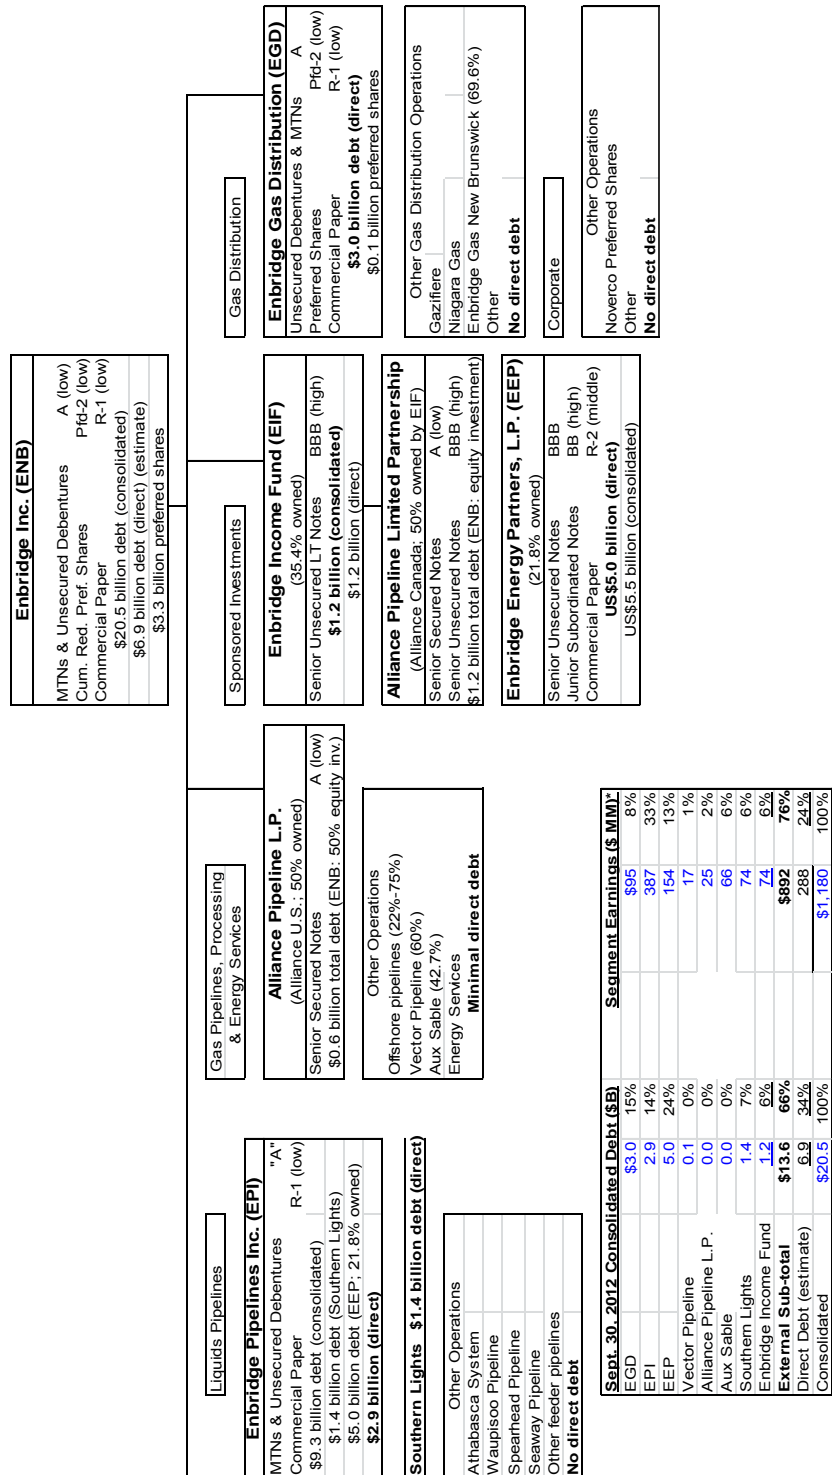 Enbridge Inc. (ENB)
MTNs & Unsecured Debentures A (low)
Cum. Red. Pref. Shares Pfd-2 (low)
Commercial Paper R-1 (low)
$20.5 billion debt (consolidated)
$6.9 billion debt (direct) (estimate)
$3.3 billion preferred shares
Liquids Pipelines
Enbridge Pipelines Inc. (EPI)
MTNs & Unsecured Debentures "A"
Commercial Paper R-1 (low)
$9.3 billion debt (consolidated)
$1.4 billion debt (Southern Lights)
$5.0 billion debt (EEP; 21.8% owned)
$2.9 billion (direct)
Southern Lights $1.4 billion debt (direct)
Other Operations
Athabasca System
Waupisoo Pipeline
Spearhead Pipeline
Seaway Pipeline
Other feeder pipelines
No direct debt
Gas Pipelines, Processing
& Energy Services
Alliance Pipeline L.P.
(Alliance U.S.; 50% owned)
Senior Secured Notes A (low)
$0.6 billion total debt (ENB: 50% equity inv.)
Other Operations
Offshore pipelines (22%-75%)
Vector Pipeline (60%)
Aux Sable (42.7%)
Energy Services
Minimal direct debt
Sponsored Investments
Enbridge Income Fund (EIF)
(35.4% owned)
Senior Unsecured LT Notes BBB (high)
$1.2 billion (consolidated)
$1.2 billion (direct)
Alliance Pipeline Limited Partnership
(Alliance Canada; 50% owned by EIF)
Senior Secured Notes A (low)
Senior Unsecured Notes BBB (high)
$1.2 billion total debt (ENB: equity investment)
Enbridge Energy Partners, L.P. (EEP)
(21.8% owned)
Senior Unsecured Notes BBB
Junior Subordinated Notes BB (high)
Commercial Paper R-2 (middle)
US$5.0 billion (direct)
US$5.5 billion (consolidated)
Gas Distribution
Enbridge Gas Distribution (EGD)
Unsecured Debentures & MTNs A
Preferred Shares Pfd-2 (low)
Commercial Paper R-1 (low)
$3.0 billion debt (direct)
$0.1 billion preferred shares
Other Gas Distribution Operations
Gazifiere
Niagara Gas
Enbridge Gas New Brunswick (69.6%)
Other
No direct debt
Corporate
Other Operations
Noverco Preferred Shares
Other
No direct debt
Sept. 30, 2012 Consolidated Debt ($B) Segment Earnings ($ MM)*
EGD $3.0 15% $95 8%
EPI 2.9 14% 387 33%
EEP 5.0 24% 154 13%
Vector Pipeline 0.1 0% 17 1%
Alliance Pipeline L.P. 0.0 0% 25 2%
Aux Sable 0.0 0% 66 6%
Southern Lights 1.4 7% 74 6%
Enbridge Income Fund 1.2 6% 74 6%
External Sub-total $13.6 66% $892 76%
Direct Debt (estimate) 6.9 34% 288 24%
Consolidated $20.5 100% $1,180 100%